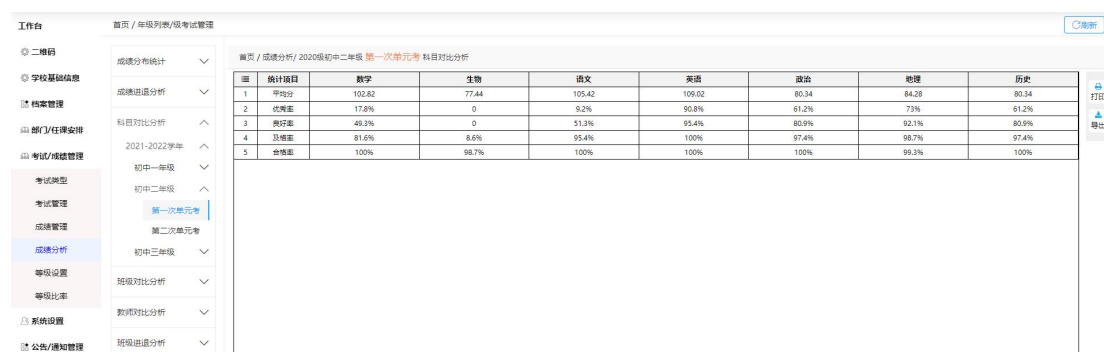 工作台
首页 / 年级列表/级考试管理
刷新
二维码
学校基础信息
档案管理
部门/任课安排
考试/成绩管理
考试类型
考试管理
成绩管理
成绩分析
等级设置
等级比率
系统设置
公告/通知管理
成绩分布统计
成绩进退分析
科目对比分析
2021-2022学年
初中一年级
初中二年级
第一次单元考
第二次单元考
初中三年级
班级对比分析
教师对比分析
班级进退分析
首页 / 成绩分析/ 2020级初中二年级 第一次单元考 科目对比分析
统计项目 数学 生物 语文 英语 政治 地理 历史
1 平均分 102.82 77.44 105.42 109.02 80.34 84.28 80.34
2 优秀率 17.8% 0 9.2% 90.8% 61.2% 73% 61.2%
3 良好率 49.3% 0 51.3% 95.4% 80.9% 92.1% 80.9%
4 及格率 81.6% 8.6% 95.4% 100% 97.4% 98.7% 97.4%
5 合格率 100% 98.7% 100% 100% 100% 99.3% 100%
打印
导出